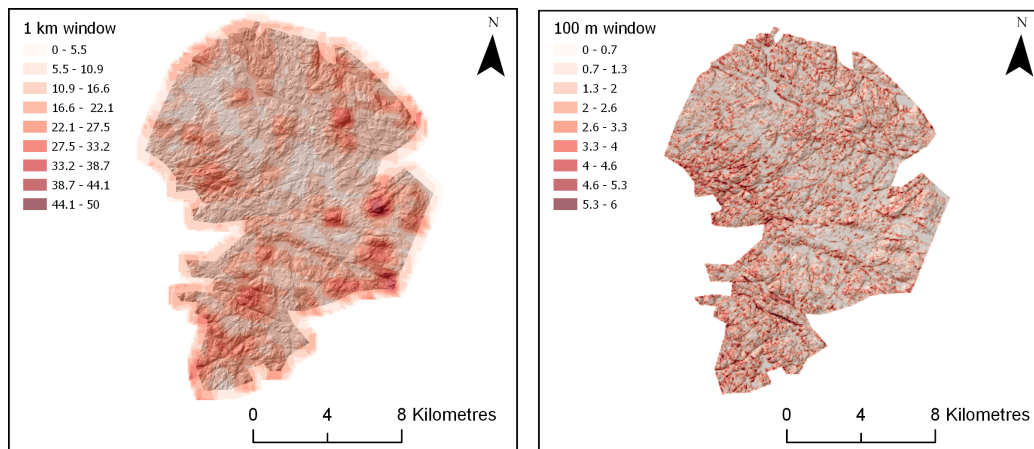 1 km window
N
0 - 5.5
5.5 - 10.9
10.9 - 16.6
16.6 - 22.1
22.1 - 27.5
27.5 - 33.2
33.2 - 38.7
38.7 - 44.1
44.1 - 50
0 4 8 Kilometres
100 m window
N
0 - 0.7
0.7 - 1.3
1.3 - 2
2 - 2.6
2.6 - 3.3
3.3 - 4
4 - 4.6
4.6 - 5.3
5.3 - 6
0 4 8 Kilometres